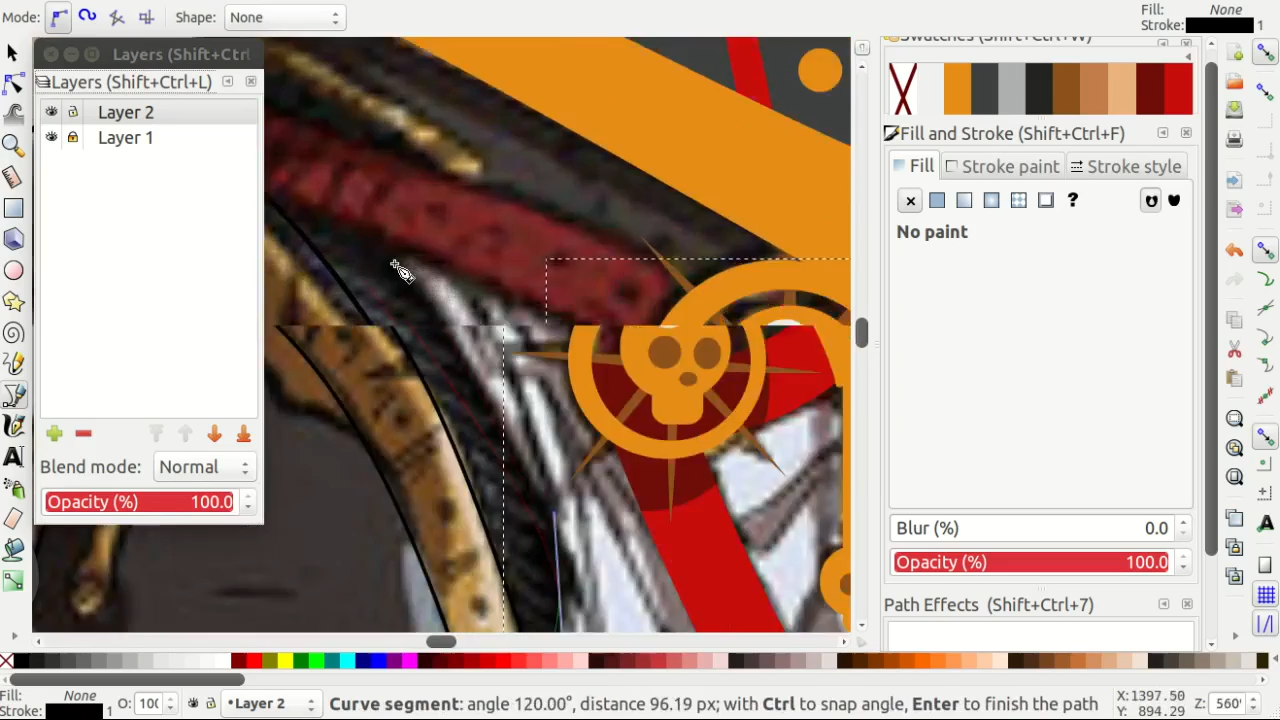 Mode:
Shape: None
Fill: None
Stroke: 1
Layers (Shift+Ctrl
Layers (Shift+Ctrl+L)
Layer 2
Layer 1
Blend mode: Normal
Opacity (%) 100.0
Swatches (Shift+Ctrl+W)
Fill and Stroke (Shift+Ctrl+F)
Fill Stroke paint Stroke style
?
No paint
Blur (%) 0.0
Opacity (%) 100.0
Path Effects (Shift+Ctrl+7)
Fill: None
Stroke: 1
O: 100
•Layer 2
Curve segment: angle 120.00°, distance 96.19 px; with Ctrl to snap angle, Enter to finish the path
X:1397.50
Y: 894.29
Z: 560